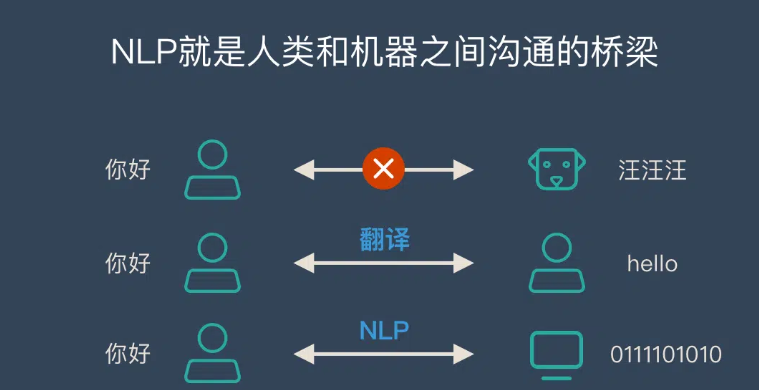 NLP就是人类和机器之间沟通的桥梁
你好 汪汪汪
翻译
你好 hello
NLP
你好 0111101010